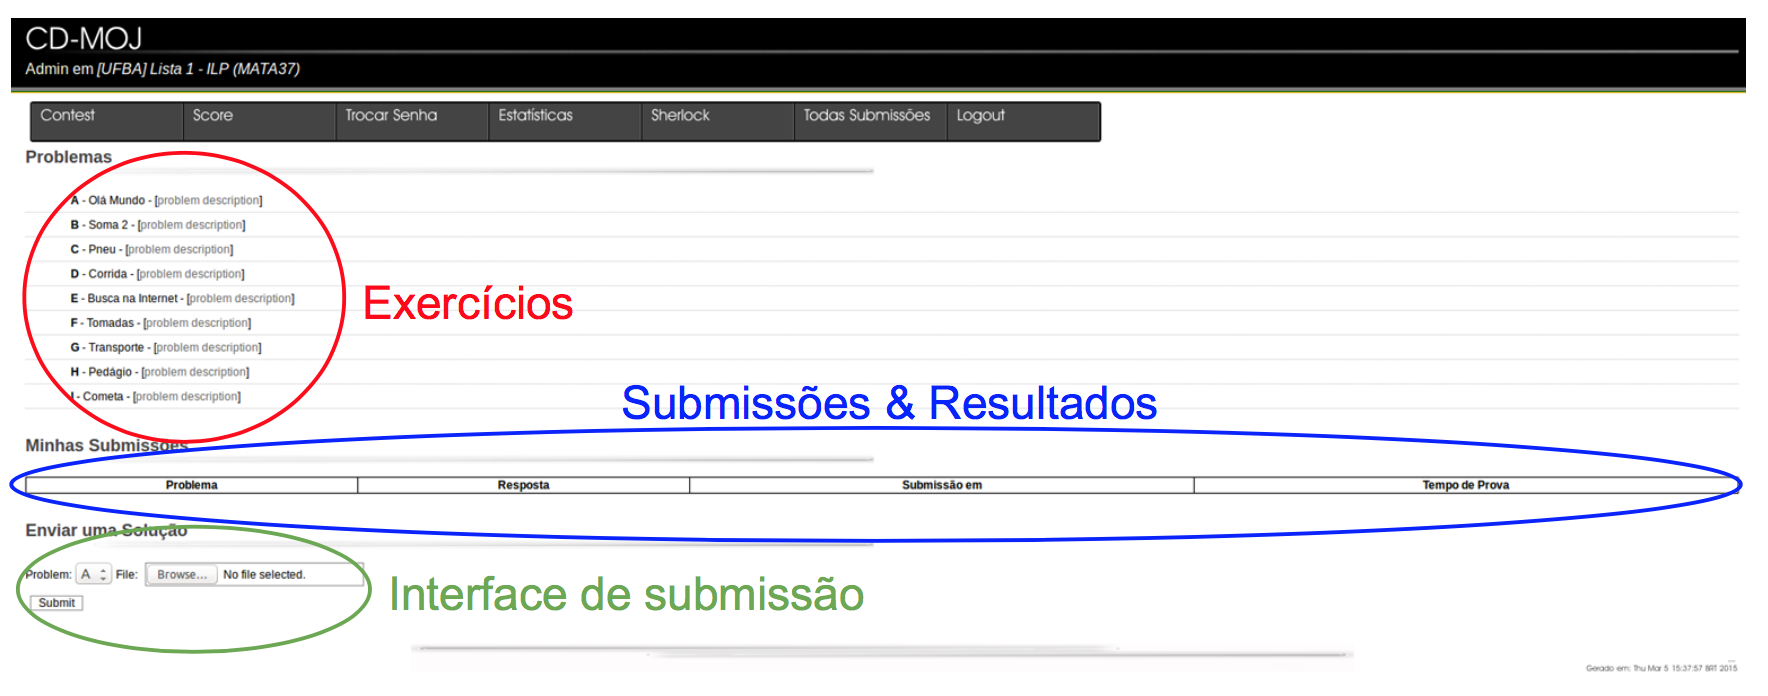 CD-MOJ
Admin em [UFBA] Lista 1 - ILP (MATA37)
Contest Score Trocar Senha Estatísticas Sherlock Todas Submissões Logout
Problemas
A - Olá Mundo - [problem description]
B - Soma 2 - [problem description]
C - Pneu - [problem description]
D - Corrida - [problem description]
E - Busca na Internet - [problem description]
Exercícios
F - Tomadas - [problem description]
G - Transporte - [problem description]
H - Pedágio - [problem description]
I - Cometa - [problem description]
Submissões & Resultados
Minhas Submissões
Problema Resposta Submissão em Tempo de Prova
Enviar uma Solução
Problem: A File: Browse... No file selected.
Interface de submissão
Submit
Gerado em: Thu Mar 5 15:37:57 BRT 2015